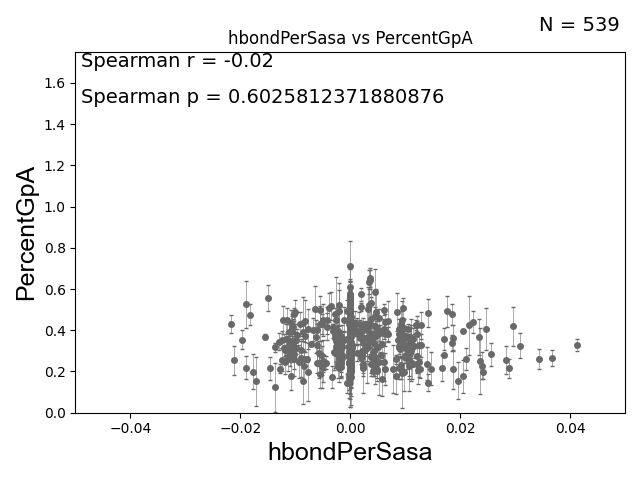 N = 539
hbondPerSasa vs PercentGpA
Spearman r = -0.02
Spearman p = 0.6025812371880876
1.6
1.4
1.2
1.0
0.8
0.6
0.4
0.2
0.0
PercentGpA
−0.04
−0.02
0.00
0.02
0.04
hbondPerSasa